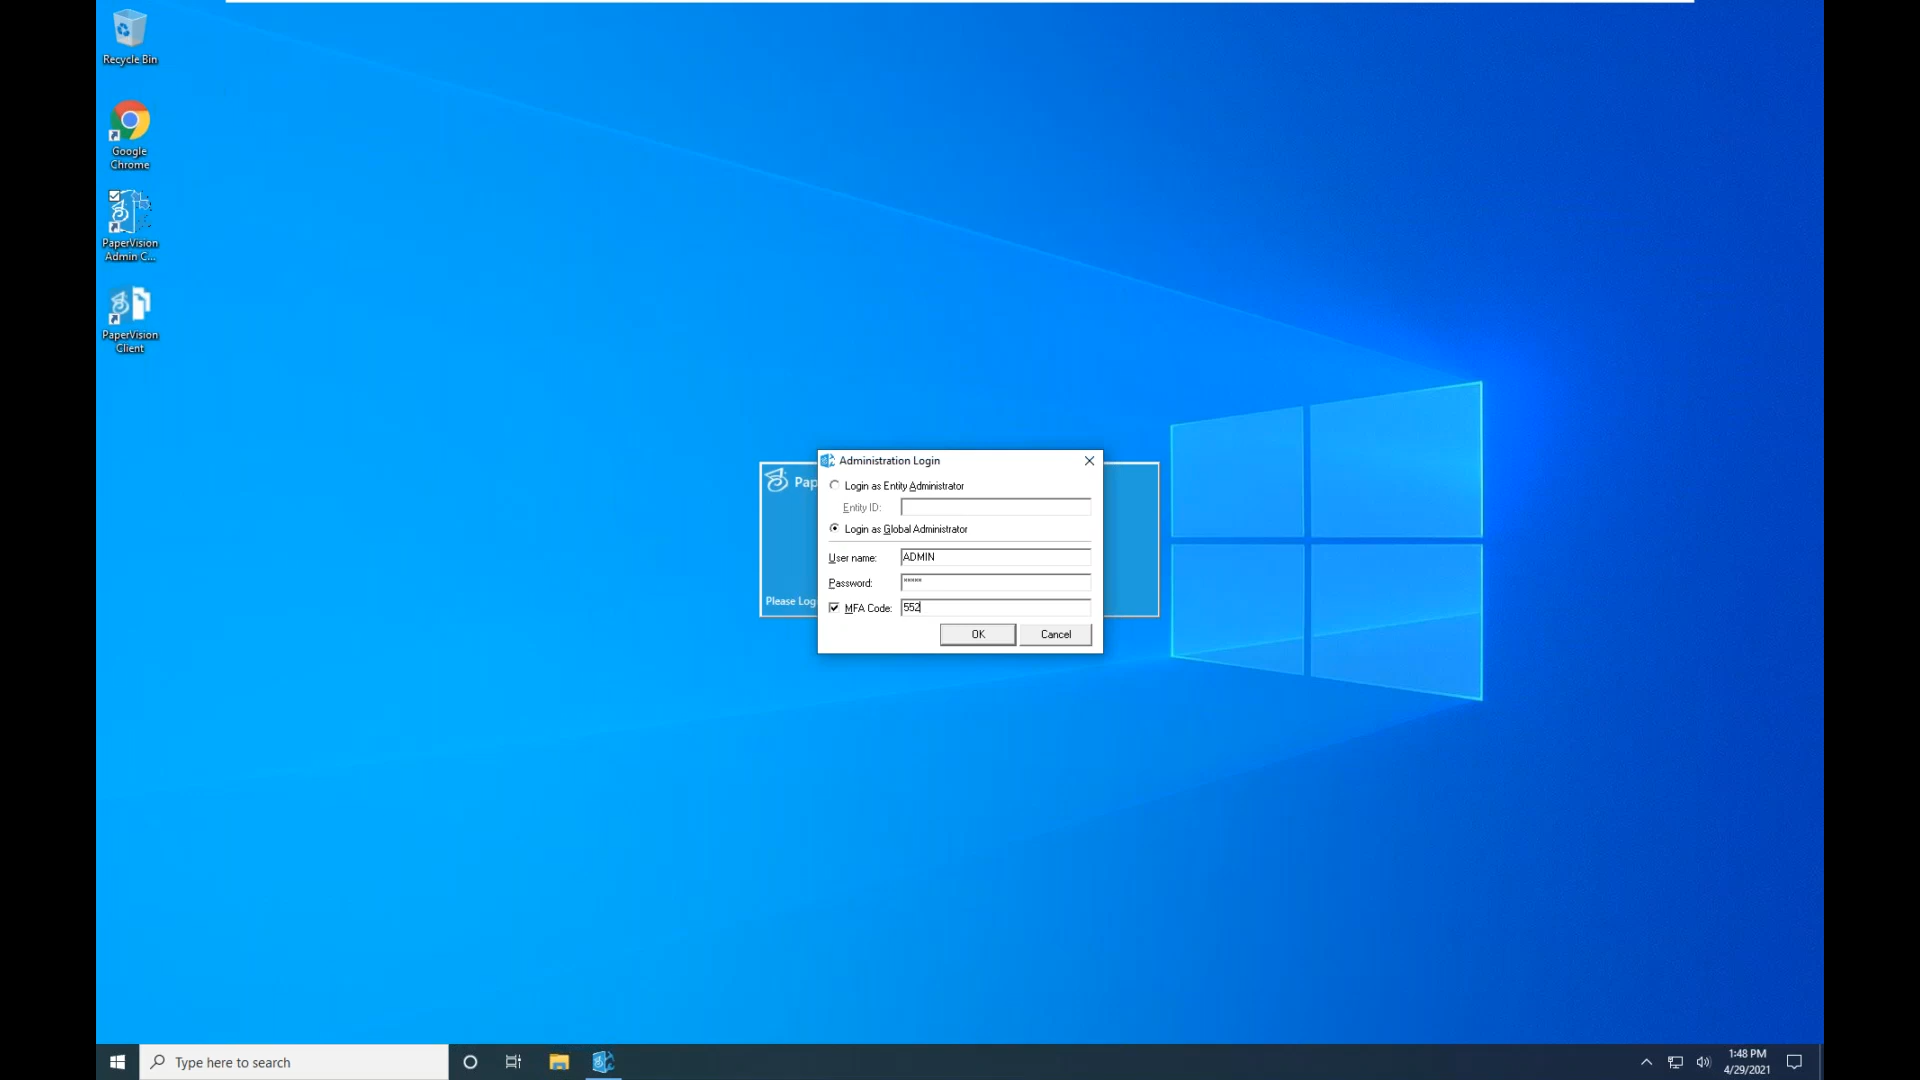 Recycle Bin
Google
Chrome
PaperVision
Admin C...
PaperVision
Client
Pap
Please Log
Administration Login
Login as Entity Administrator
Entity ID:
Login as Global Administrator
User name: ADMIN
Password: *****
MFA Code: 552
OK Cancel
Type here to search
1:48 PM
4/29/2021